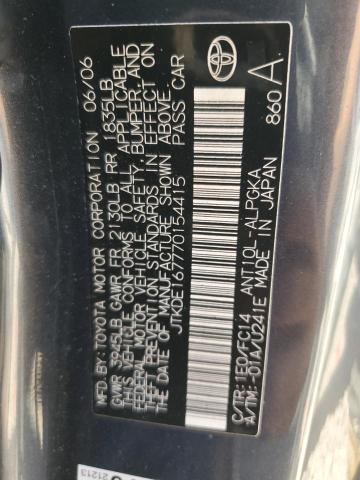 MFD. BY: TOYOTA MOTOR CORPORATION 06/06
GVWR 3945LB GAWR-FR 2130LB RR 1835LB
THIS VEHICLE CONFORMS TO ALL APPLICABLE
FEDERAL MOTOR VEHICLE SAFETY, BUMPER, AND
THEFT PREVENTION STANDARDS IN EFFECT ON
THE DATE OF MANUFACTURE SHOWN ABOVE.
JTKDE167770154415 PASS CAR
TOYOTA
860 A
C/TR:1E0/FC14 ANT10L-ALPGKA
A/TM:-01A/U241E MADE IN JAPAN
21213